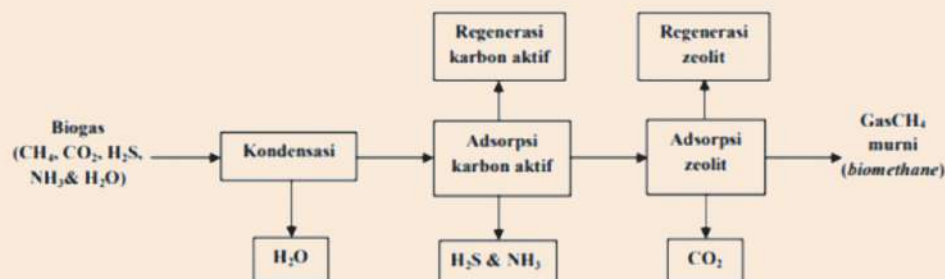 Regenerasi
karbon aktif
Regenerasi
zeolit
Biogas
(CH₄, CO₂, H₂S,
NH₃& H₂O)
Kondensasi
Adsorpsi
karbon aktif
Adsorpsi
zeolit
GasCH₄
murni
(biomethane)
H₂O
H₂S & NH₃
CO₂